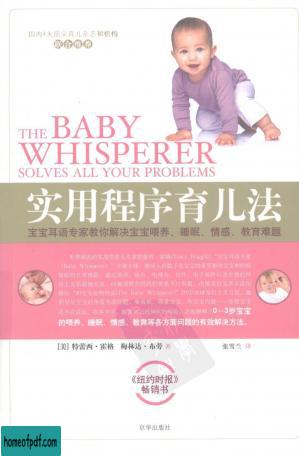 国内4大最佳育儿杂志和机构
联合推荐
THE BABY
WHISPERER
SOLVES ALL YOUR PROBLEMS
实用程序育儿法
宝宝耳语专家教你解决宝宝喂养、睡眠、情感、教育难题
0—3岁宝宝
的喂养、睡眠、情感、教育等各方面问题的有效解决方法。
[美] 特蕾西·霍格 梅林达·布劳 著
张雪兰 译
《纽约时报》
畅销书
京华出版社
homeofpdf.com
homeofpdf.com